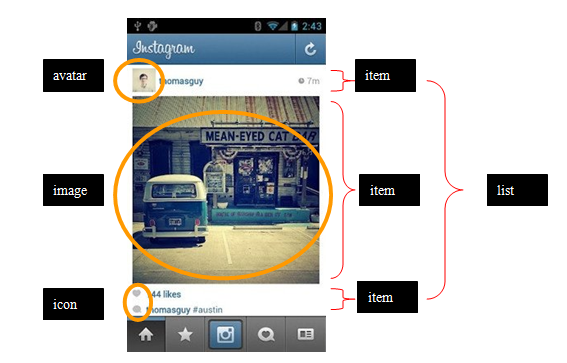 2:43
Instagram
avatar
thomasguy
7m
item
MEAN-EYED CAT BAR
image
item
list
44 likes
thomasguy #austin
icon
item